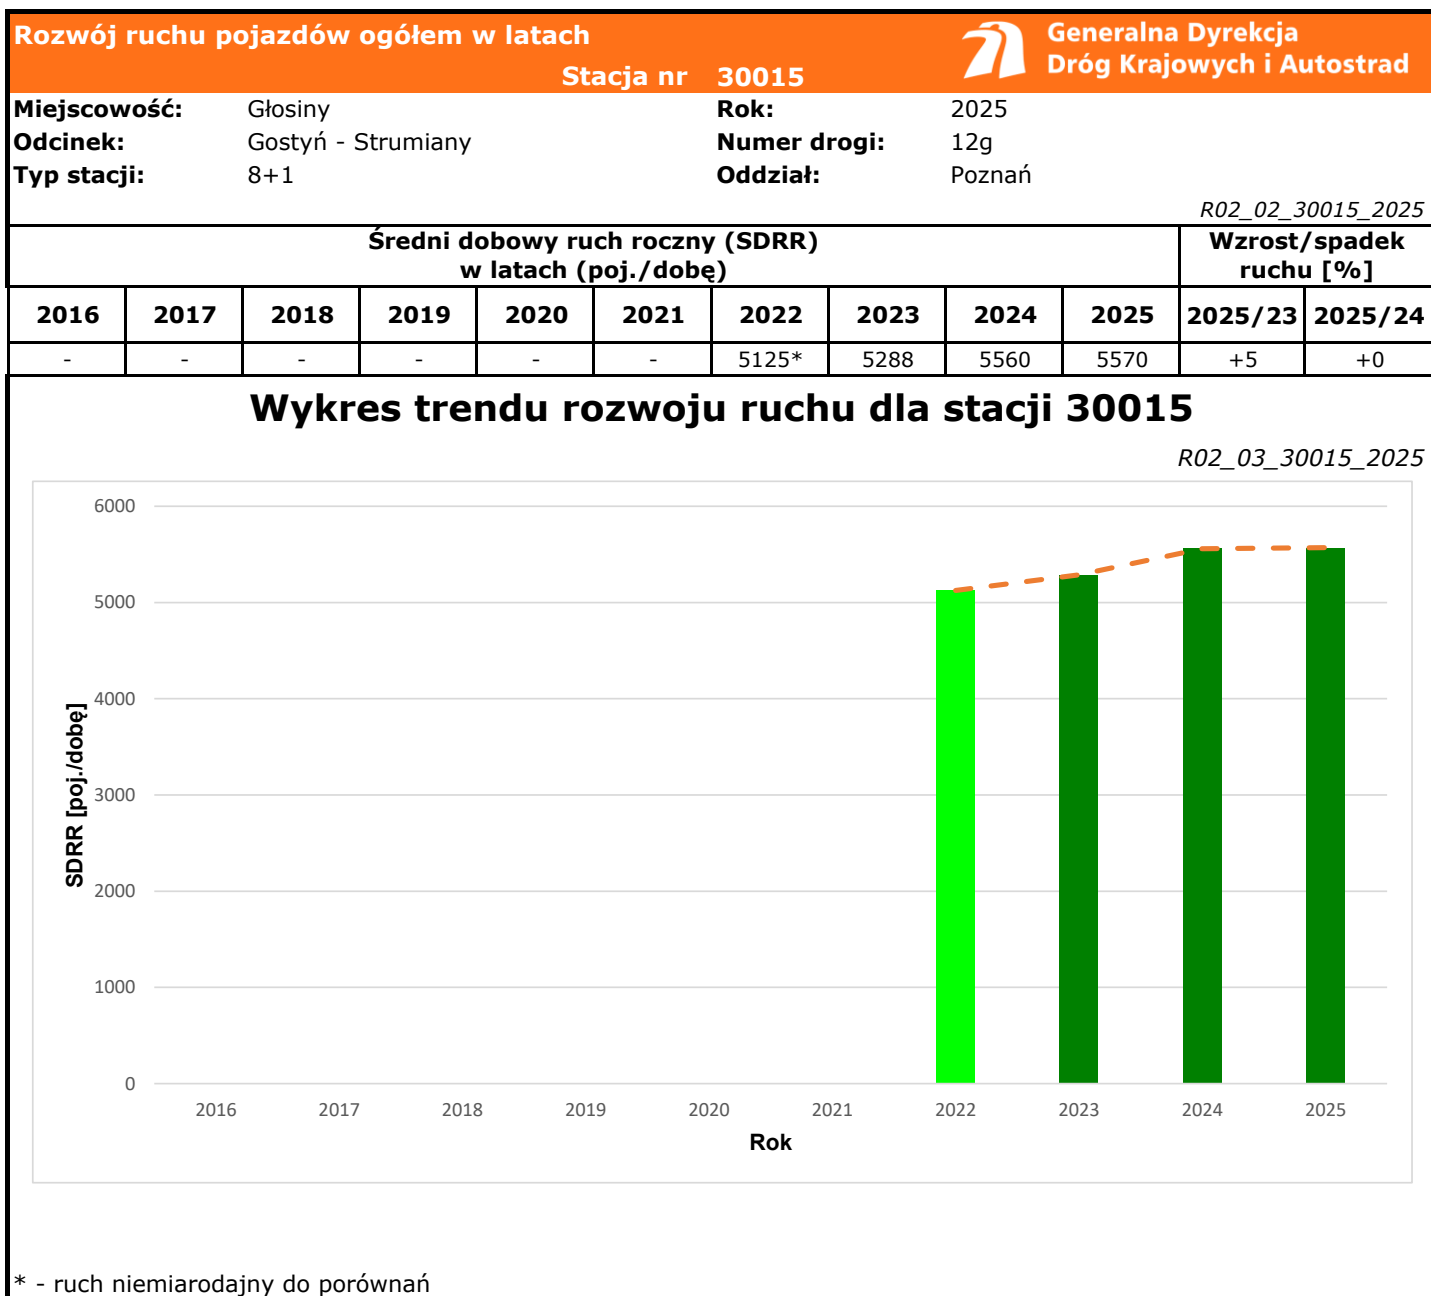 Rozwój ruchu pojazdów ogółem w latach
Generalna Dyrekcja
Dróg Krajowych i Autostrad
Stacja nr 30015
Miejscowość: Głosiny Rok: 2025
Odcinek: Gostyń - Strumiany Numer drogi: 12g
Typ stacji: 8+1 Oddział: Poznań
R02_02_30015_2025
Średni dobowy ruch roczny (SDRR)
w latach (poj./dobę)
Wzrost/spadek
ruchu [%]
2016 2017 2018 2019 2020 2021 2022 2023 2024 2025 2025/23 2025/24
- - - - - - 5125* 5288 5560 5570 +5 +0
Wykres trendu rozwoju ruchu dla stacji 30015
R02_03_30015_2025
6000
5000
4000
3000
2000
1000
0
SDRR [poj./dobę]
2016 2017 2018 2019 2020 2021 2022 2023 2024 2025
Rok
* - ruch niemiarodajny do porównań